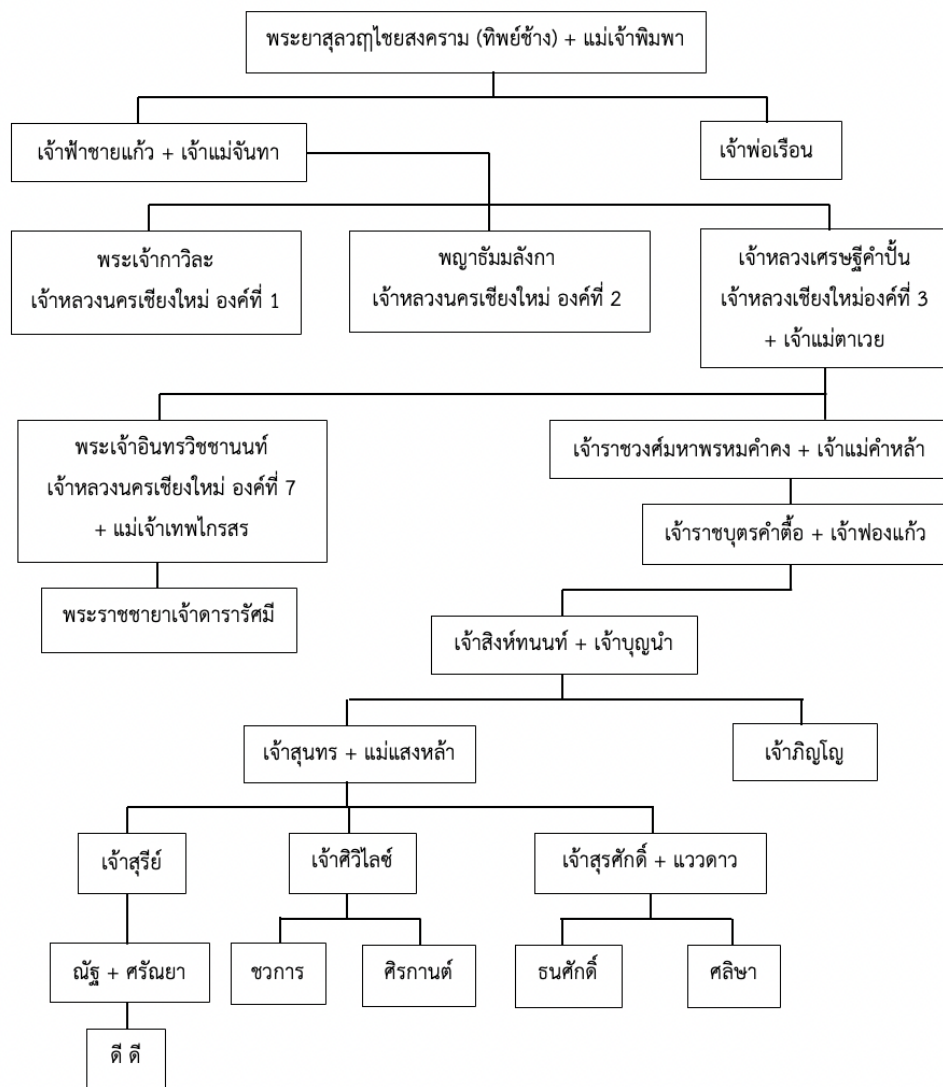 พระยาสุลวฤๅไชยสงคราม (ทิพย์ช้าง) + แม่เจ้าพิมพา
เจ้าฟ้าชายแก้ว + เจ้าแม่จันทา
เจ้าพ่อเรือน
พระเจ้ากาวิละ
เจ้าหลวงนครเชียงใหม่ องค์ที่ 1
พญาธัมมลังกา
เจ้าหลวงนครเชียงใหม่ องค์ที่ 2
เจ้าหลวงเศรษฐีคำปั้น
เจ้าหลวงเชียงใหม่องค์ที่ 3
+ เจ้าแม่ตาเวย
พระเจ้าอินทรวิชชานนท์
เจ้าหลวงนครเชียงใหม่ องค์ที่ 7
+ แม่เจ้าเทพไกรสร
เจ้าราชวงศ์มหาพรหมคำคง + เจ้าแม่คำหล้า
เจ้าราชบุตรคำตื้อ + เจ้าฟองแก้ว
พระราชชายาเจ้าดารารัศมี
เจ้าสิงห์ทนนท์ + เจ้าบุญนำ
เจ้าสุนทร + แม่แสงหล้า
เจ้าภิญโญ
เจ้าสุรีย์
เจ้าศิวิไลซ์
เจ้าสุรศักดิ์ + แววดาว
ณัฐ + ศรัณยา
ชวการ
ศิรกานต์
ธนศักดิ์
ศลิษา
ดี ดี